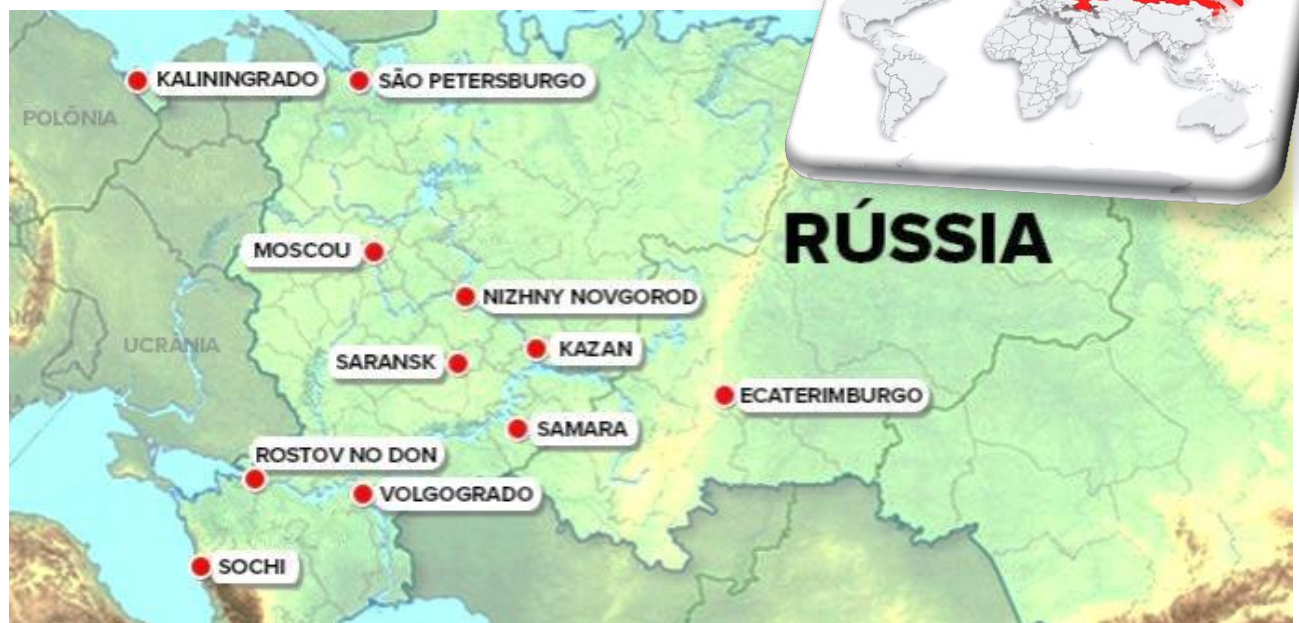 KALININGRADO
SÃO PETERSBURGO
POLÔNIA
MOSCOU
RÚSSIA
NIZHNY NOVGOROD
UCRÂNIA
SARANSK
KAZAN
ECATERIMBURGO
SAMARA
ROSTOV NO DON
VOLGOGRADO
SOCHI